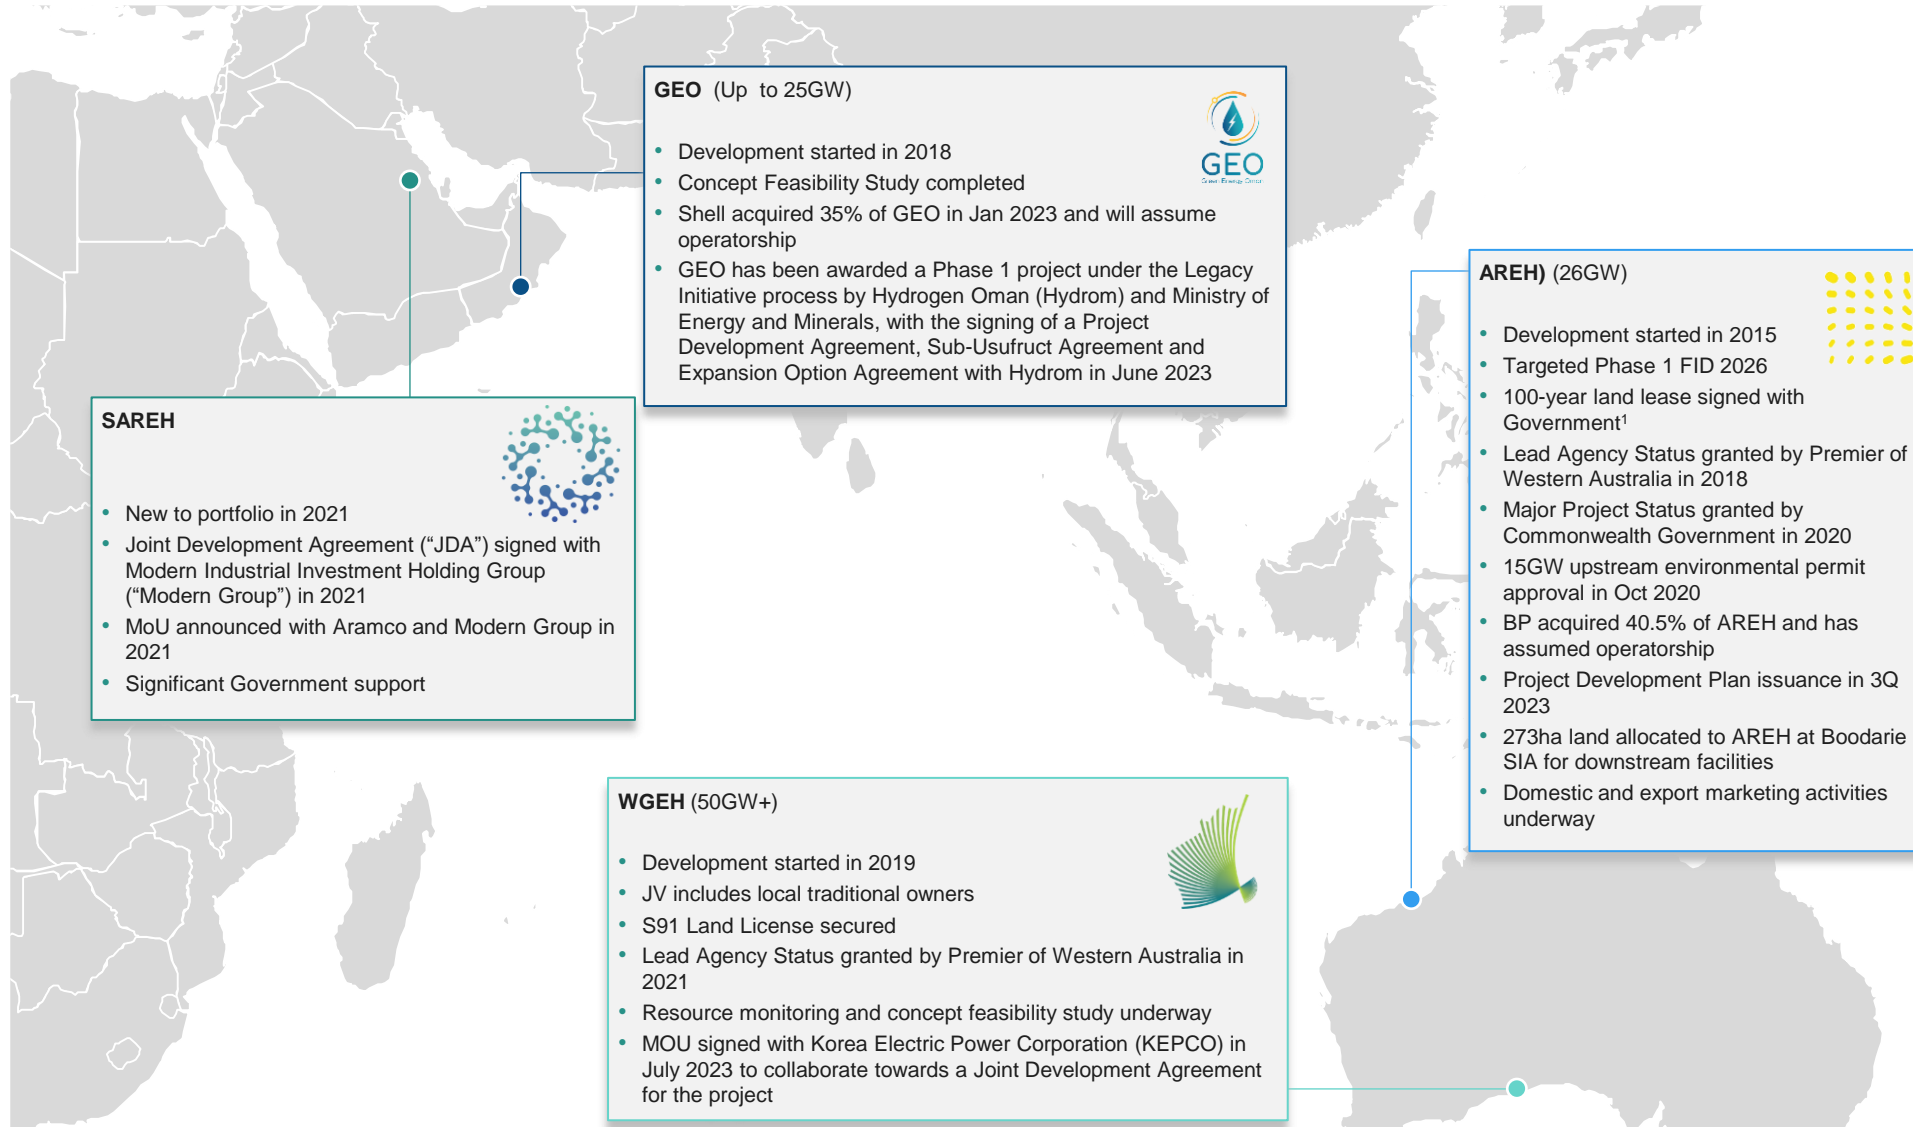 GEO (Up to 25GW)
GEO
Green Energy Oman
• Development started in 2018
• Concept Feasibility Study completed
• Shell acquired 35% of GEO in Jan 2023 and will assume
operatorship
• GEO has been awarded a Phase 1 project under the Legacy
Initiative process by Hydrogen Oman (Hydrom) and Ministry of
Energy and Minerals, with the signing of a Project
Development Agreement, Sub-Usufruct Agreement and
Expansion Option Agreement with Hydrom in June 2023
AREH) (26GW)
• Development started in 2015
• Targeted Phase 1 FID 2026
• 100-year land lease signed with
Government¹
• Lead Agency Status granted by Premier of
Western Australia in 2018
• Major Project Status granted by
Commonwealth Government in 2020
• 15GW upstream environmental permit
approval in Oct 2020
• BP acquired 40.5% of AREH and has
assumed operatorship
• Project Development Plan issuance in 3Q
2023
• 273ha land allocated to AREH at Boodarie
SIA for downstream facilities
• Domestic and export marketing activities
underway
SAREH
• New to portfolio in 2021
• Joint Development Agreement (“JDA”) signed with
Modern Industrial Investment Holding Group
(“Modern Group”) in 2021
• MoU announced with Aramco and Modern Group in
2021
• Significant Government support
WGEH (50GW+)
• Development started in 2019
• JV includes local traditional owners
• S91 Land License secured
• Lead Agency Status granted by Premier of Western Australia in
2021
• Resource monitoring and concept feasibility study underway
• MOU signed with Korea Electric Power Corporation (KEPCO) in
July 2023 to collaborate towards a Joint Development Agreement
for the project